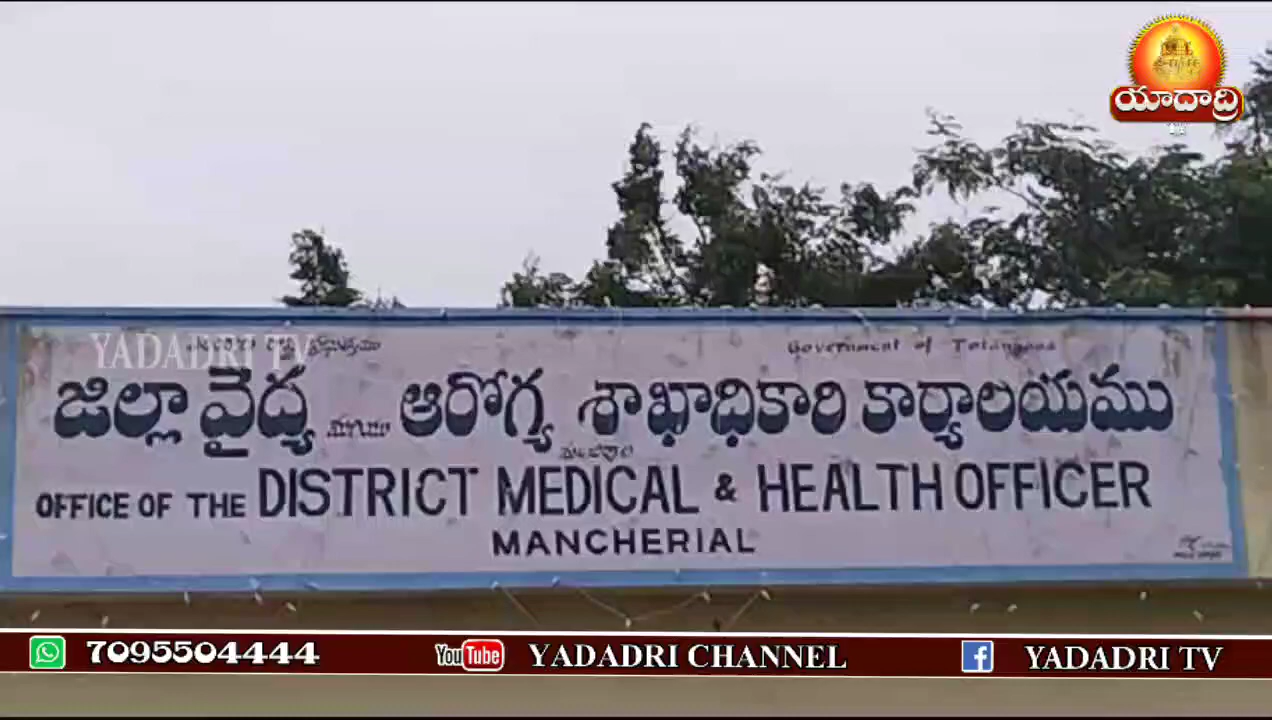 యాదాద్రి
YADADRI TV
Government of Telangana
జిల్లా వైద్య మరియు ఆరోగ్య శాఖాధికారి కార్యాలయము
OFFICE OF THE DISTRICT MEDICAL & HEALTH OFFICER
MANCHERIAL
7095504444
YouTube YADADRI CHANNEL
YADADRI TV